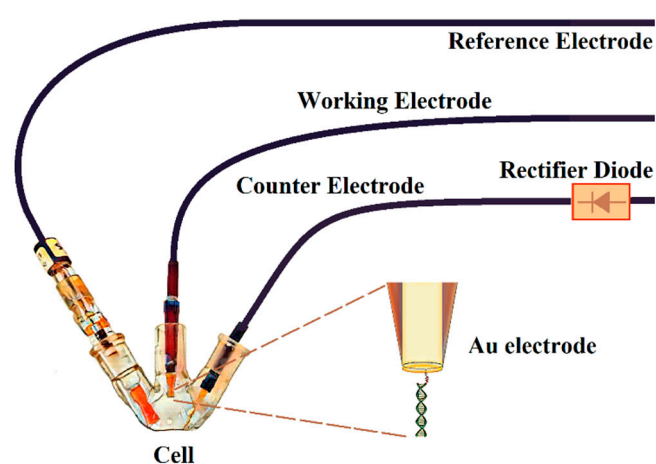 Reference Electrode
Working Electrode
Rectifier Diode
Counter Electrode
Au electrode
Cell